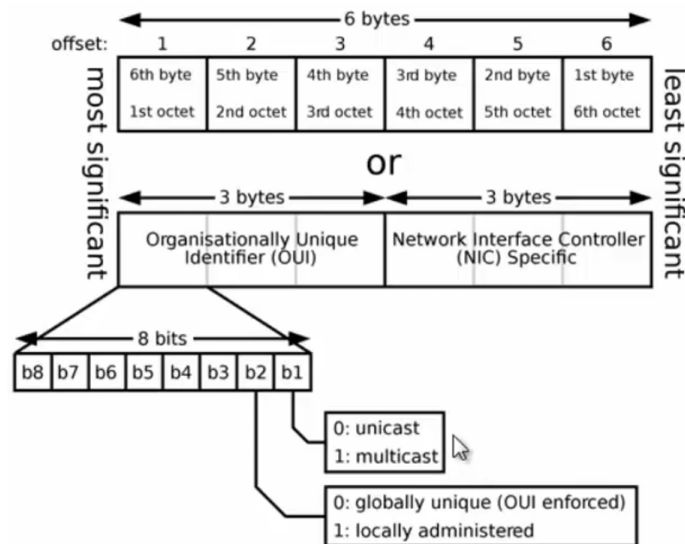 6 bytes
offset: 1 2 3 4 5 6
most significant
6th byte 5th byte 4th byte 3rd byte 2nd byte 1st byte
1st octet 2nd octet 3rd octet 4th octet 5th octet 6th octet
least significant
or
3 bytes 3 bytes
Organisationally Unique
Identifier (OUI)
Network Interface Controller
(NIC) Specific
8 bits
b8 b7 b6 b5 b4 b3 b2 b1
0: unicast
1: multicast
0: globally unique (OUI enforced)
1: locally administered